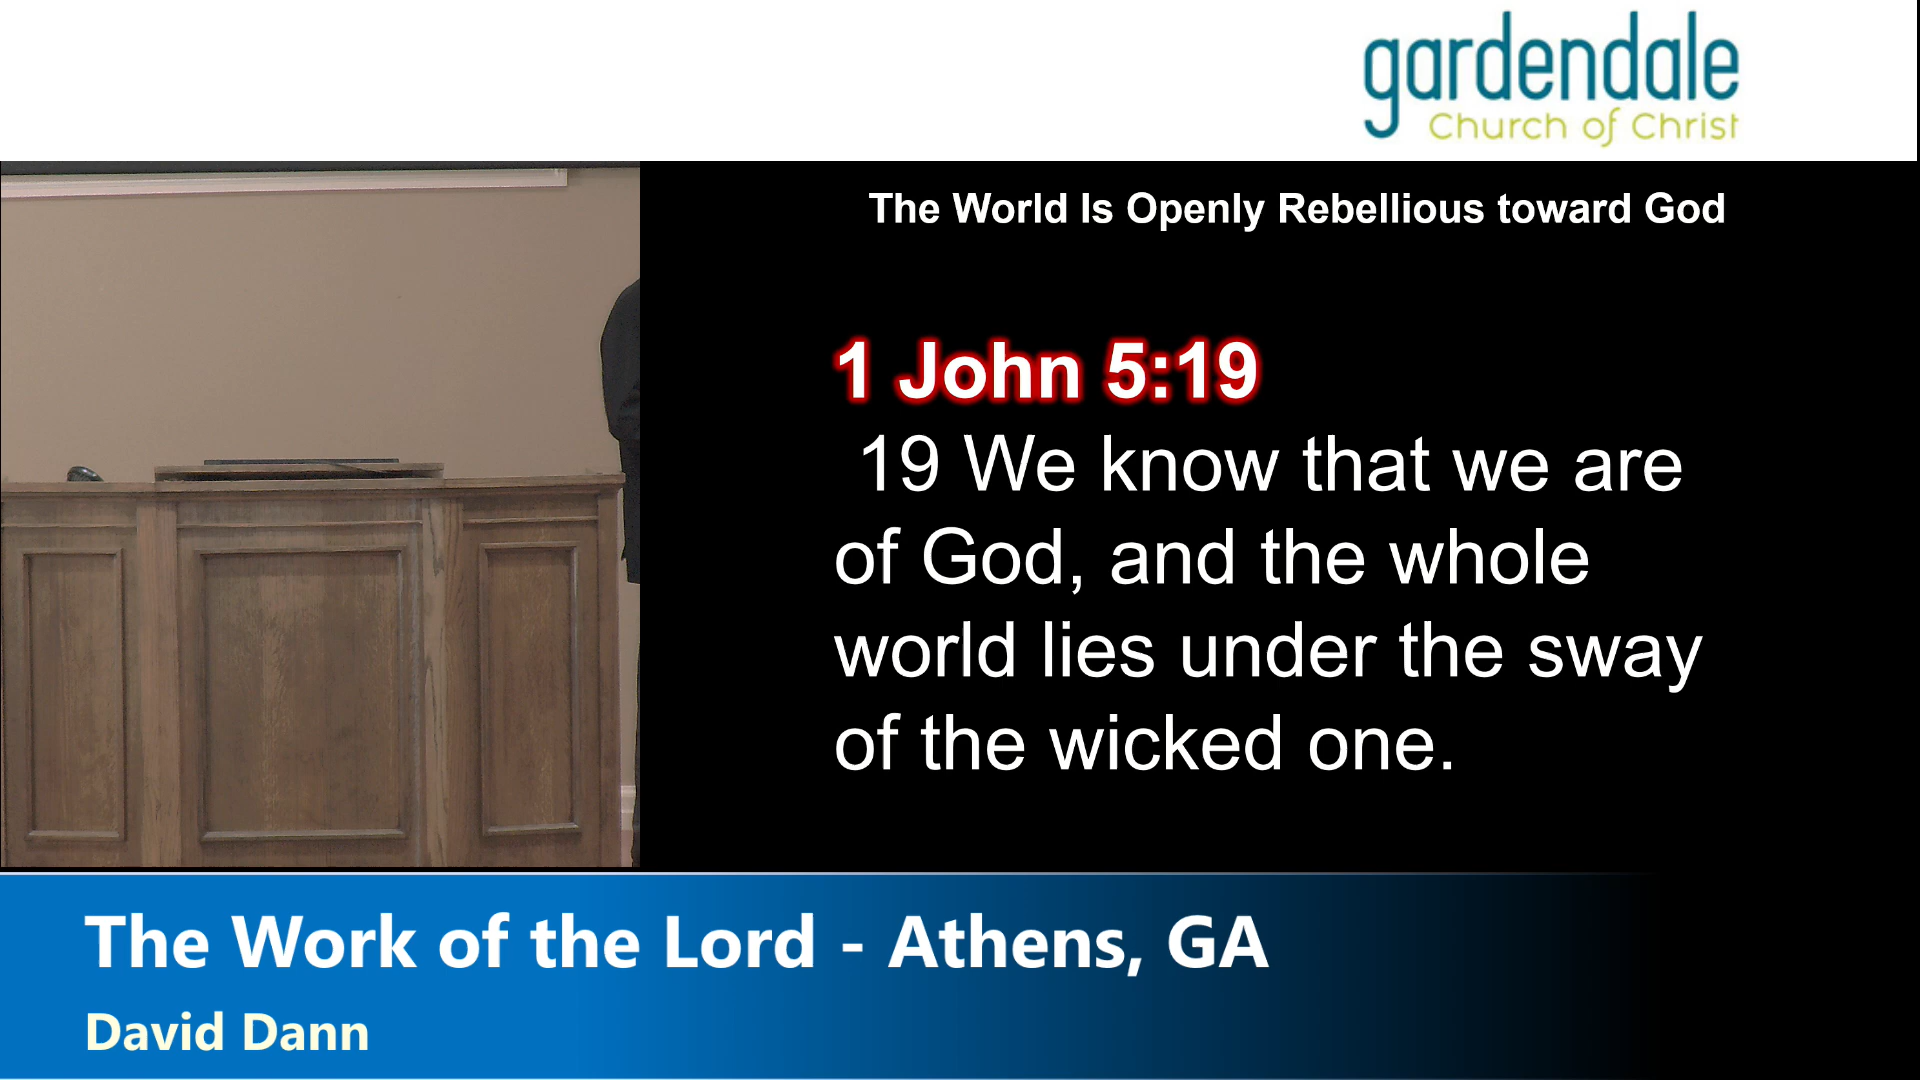 gardendale
Church of Christ
The World Is Openly Rebellious toward God
1 John 5:19
19 We know that we are
of God, and the whole
world lies under the sway
of the wicked one.
The Work of the Lord - Athens, GA
David Dann